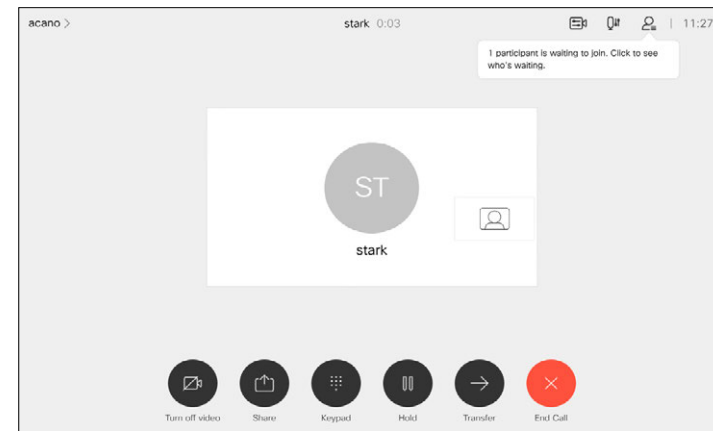 acano >
stark 0:03
11:27
1 participant is waiting to join. Click to see
who's waiting.
ST
stark
Turn off video
Share
Keypad
Hold
Transfer
End Call